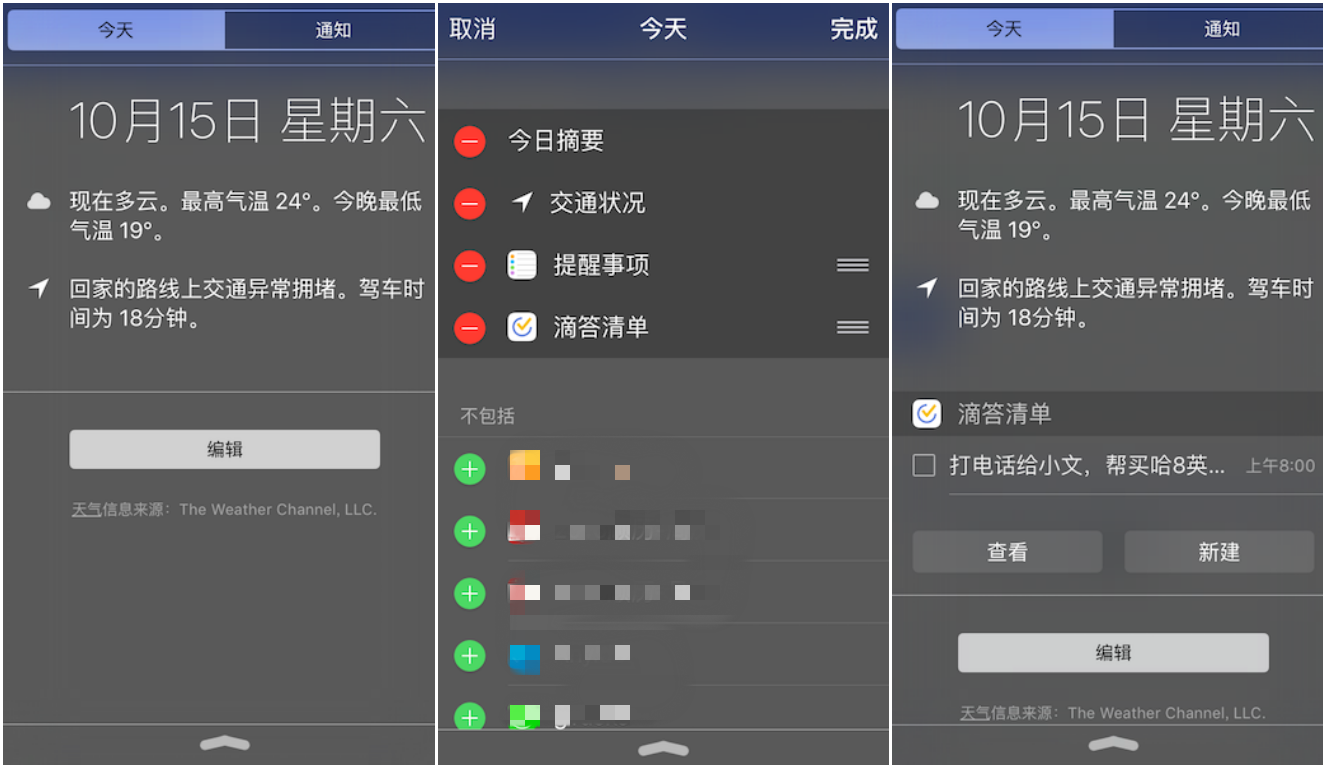 今天
通知
10月15日 星期六
现在多云。最高气温 24°。今晚最低
气温 19°。
回家的路线上交通异常拥堵。驾车时
间为 18分钟。
编辑
天气信息来源：The Weather Channel, LLC.
取消
今天
完成
今日摘要
交通状况
提醒事项
滴答清单
不包括
今天
通知
10月15日 星期六
现在多云。最高气温 24°。今晚最低
气温 19°。
回家的路线上交通异常拥堵。驾车时
间为 18分钟。
滴答清单
打电话给小文，帮买哈8英... 上午8:00
查看
新建
编辑
天气信息来源：The Weather Channel, LLC.